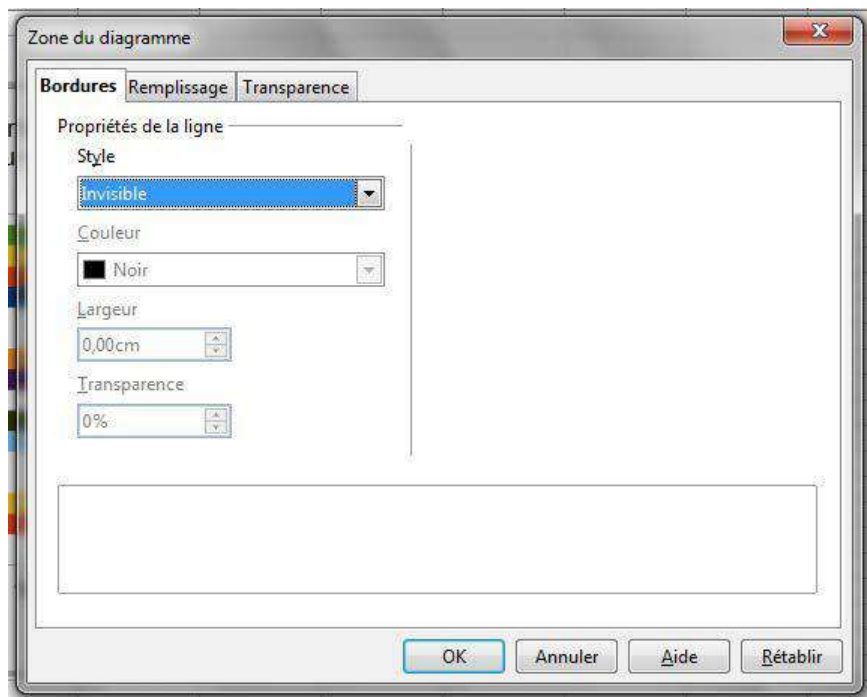 Zone du diagramme
Bordures Remplissage Transparence
Propriétés de la ligne
Style
Invisible
Couleur
Noir
Largeur
0,00cm
Transparence
0%
OK Annuler Aide Rétablir